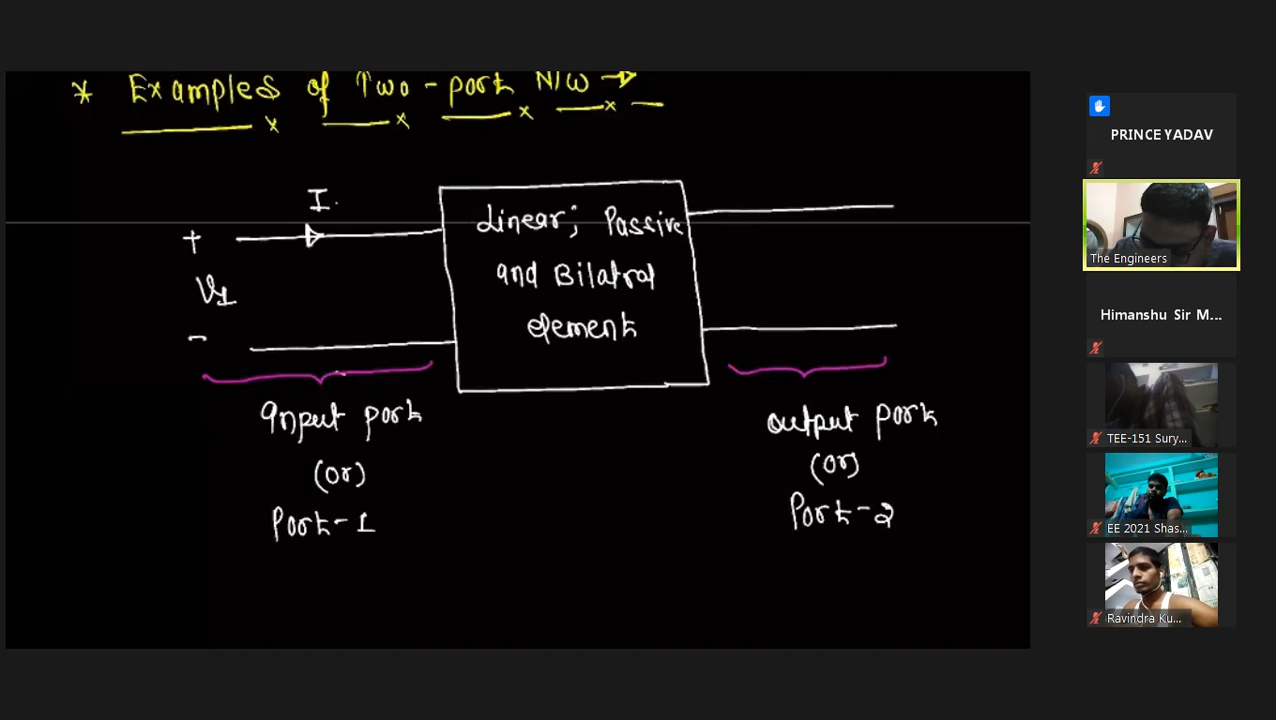 * Examples of Two-port N/W →
I
+
V1
-
Linear; Passive
and Bilatral
element
Input port
(or)
Port-1
output port
(or)
Port-2
PRINCE YADAV
The Engineers
Himanshu Sir M...
TEE-151 Sury...
EE 2021 Shas...
Ravindra Ku...